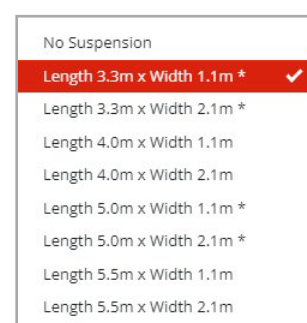 No Suspension
Length 3.3m x Width 1.1m *
Length 3.3m x Width 2.1m *
Length 4.0m x Width 1.1m
Length 4.0m x Width 2.1m
Length 5.0m x Width 1.1m *
Length 5.0m x Width 2.1m *
Length 5.5m x Width 1.1m
Length 5.5m x Width 2.1m